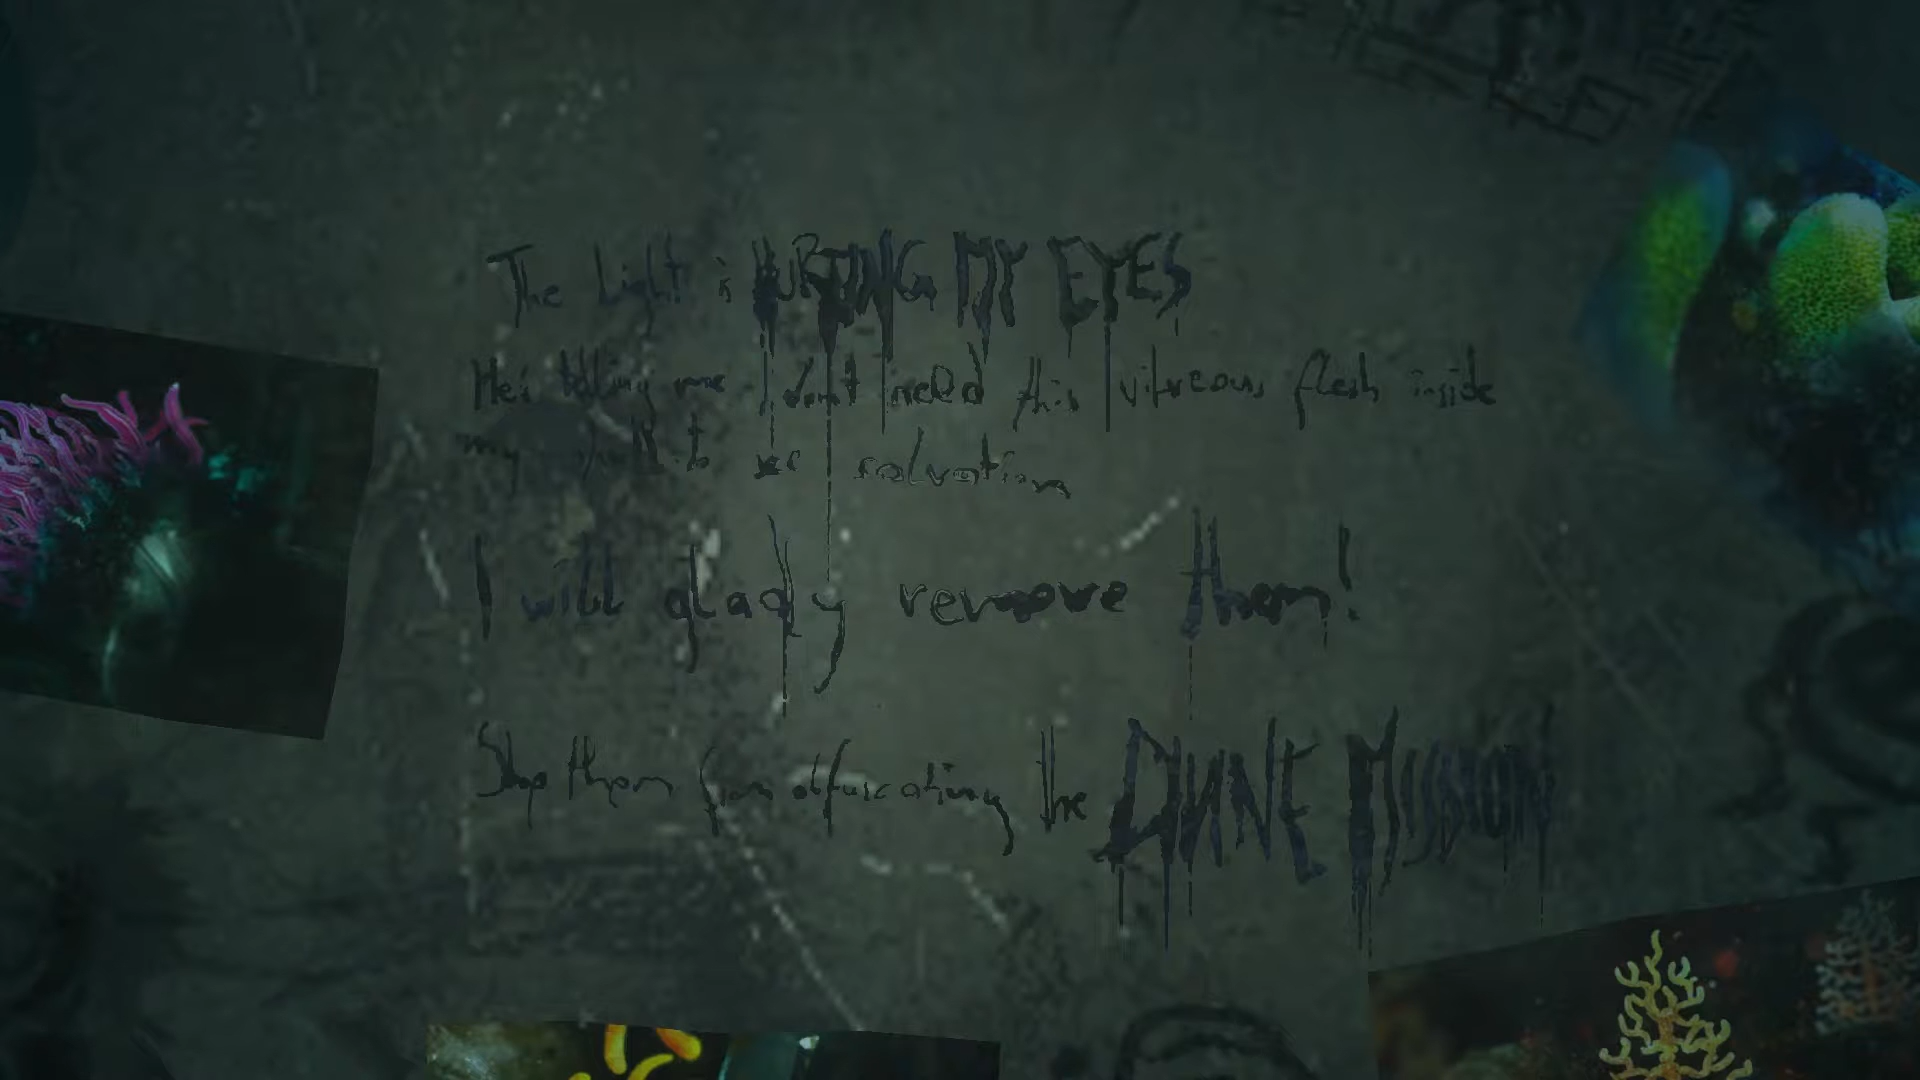 The Light is HURTING MY EYES
He's telling me I don't need this vitreous flesh inside
my skull to see salvation
I will glady remove them!
Stop them from obfuscating the DIVINE MISSION